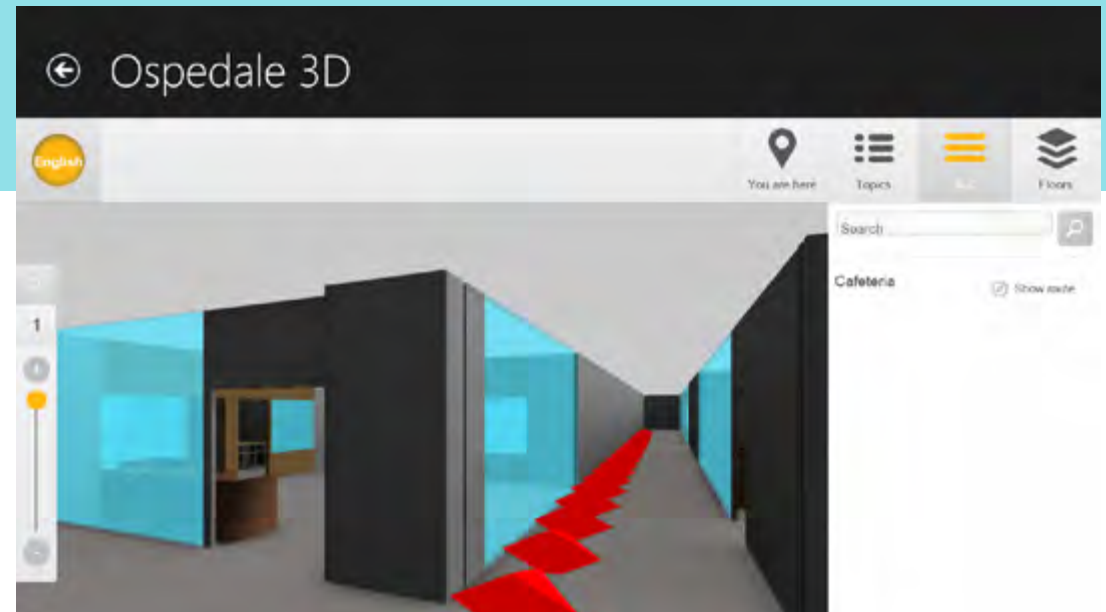 Ospedale 3D
English
You are here
Topics
Floors
Search
Cafeteria
Show route
1